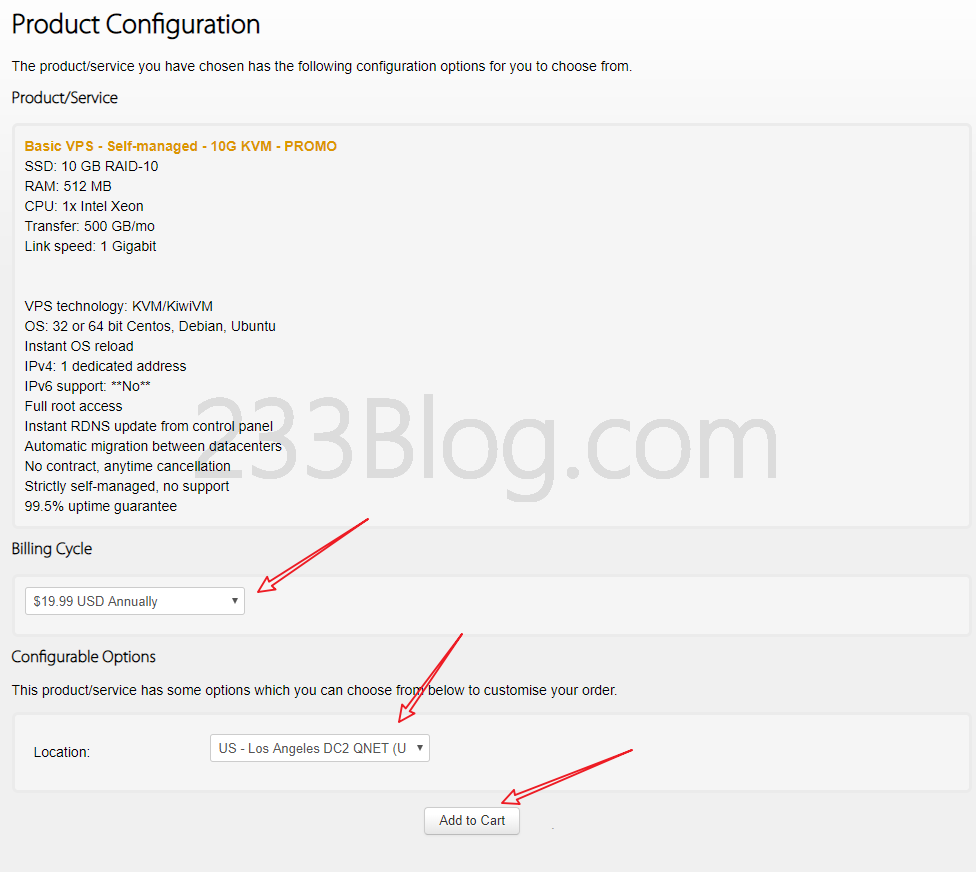 Product Configuration
The product/service you have chosen has the following configuration options for you to choose from.
Product/Service
Basic VPS - Self-managed - 10G KVM - PROMO
SSD: 10 GB RAID-10
RAM: 512 MB
CPU: 1x Intel Xeon
Transfer: 500 GB/mo
Link speed: 1 Gigabit
VPS technology: KVM/KiwiVM
OS: 32 or 64 bit Centos, Debian, Ubuntu
Instant OS reload
IPv4: 1 dedicated address
IPv6 support: **No**
Full root access
Instant RDNS update from control panel
Automatic migration between datacenters
No contract, anytime cancellation
Strictly self-managed, no support
99.5% uptime guarantee
233Blog.com
Billing Cycle
$19.99 USD Annually
Configurable Options
This product/service has some options which you can choose from below to customise your order.
Location:
US - Los Angeles DC2 QNET (U
Add to Cart